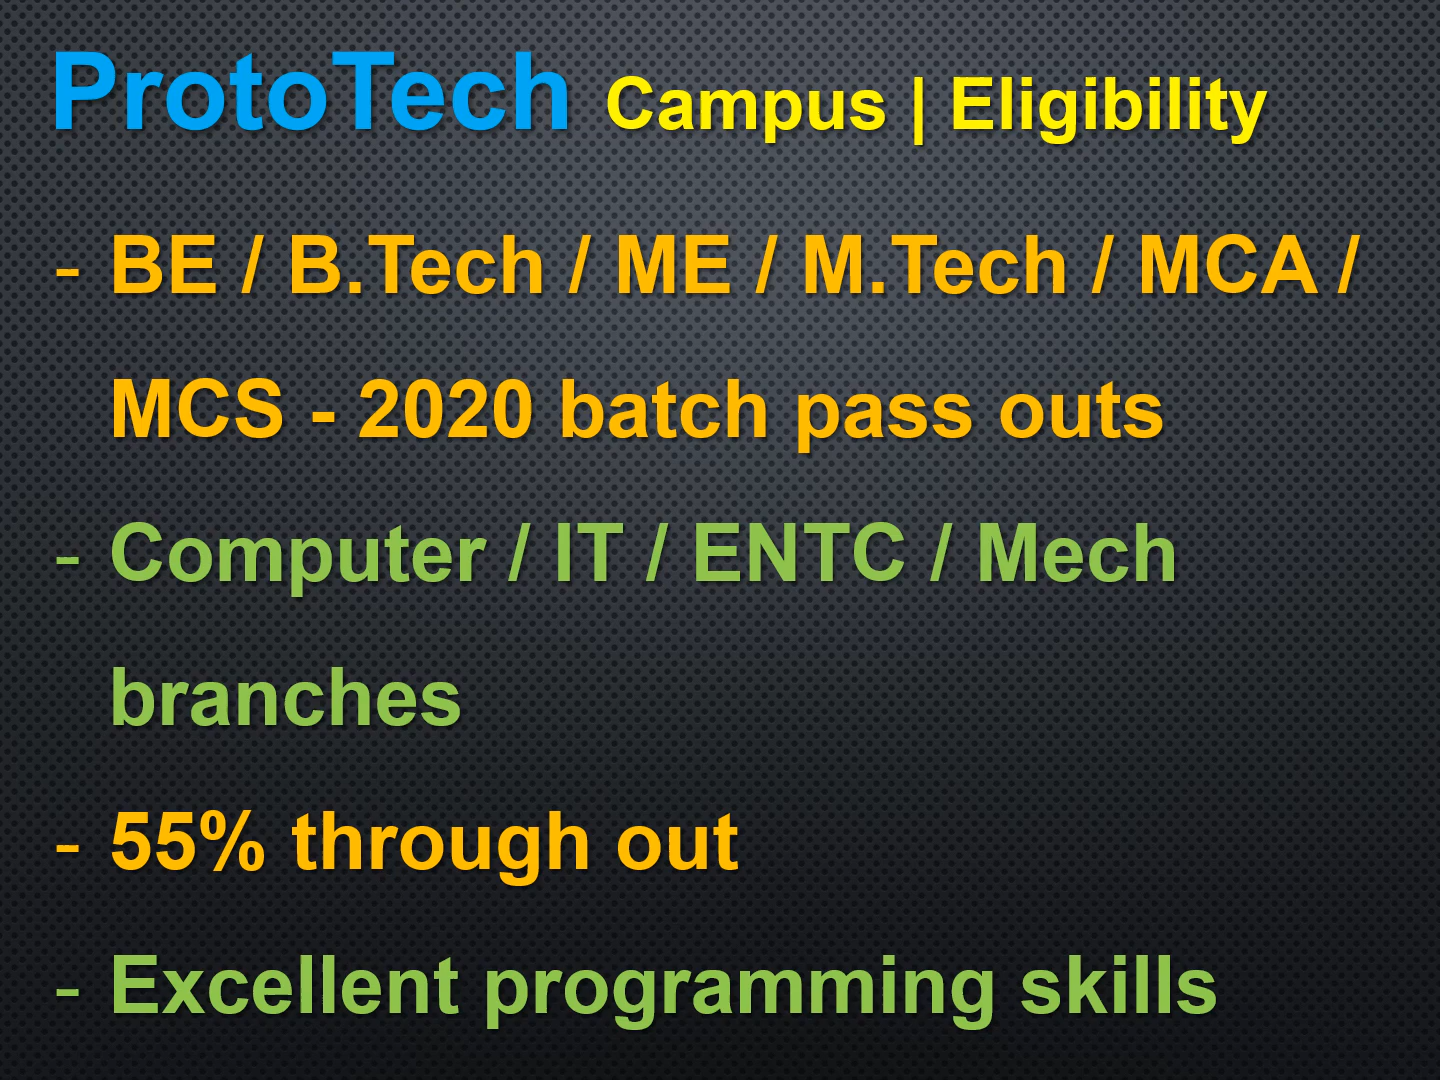 ProtoTech Campus | Eligibility
- BE / B.Tech / ME / M.Tech / MCA /
MCS - 2020 batch pass outs
- Computer / IT / ENTC / Mech
branches
- 55% through out
- Excellent programming skills